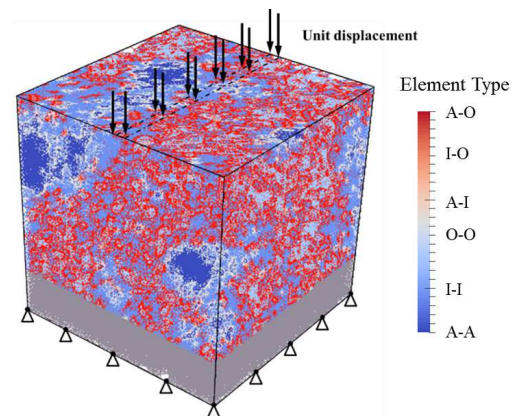 Unit displacement
Element Type
A-O
I-O
A-I
O-O
I-I
A-A